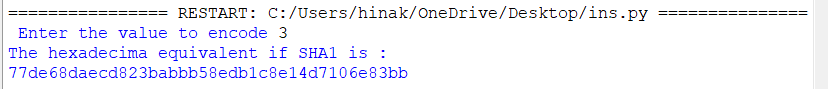 ================ RESTART: C:/Users/hinak/OneDrive/Desktop/ins.py ===============
Enter the value to encode 3
The hexadecima equivalent if SHA1 is :
77de68daecd823babbb58edb1c8e14d7106e83bb